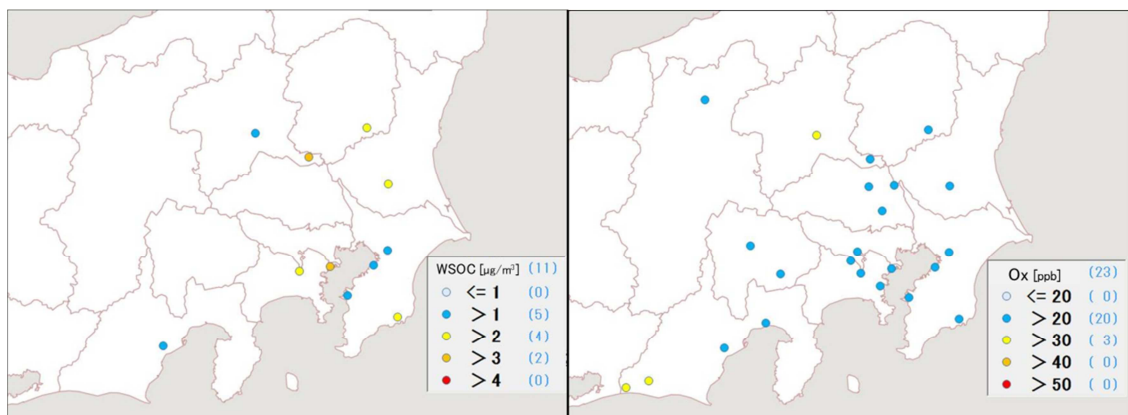 WSOC [μg/m³] (11)
<= 1 (0)
> 1 (5)
> 2 (4)
> 3 (2)
> 4 (0)
Ox [ppb] (23)
<= 20 ( 0)
> 20 (20)
> 30 ( 3)
> 40 ( 0)
> 50 ( 0)